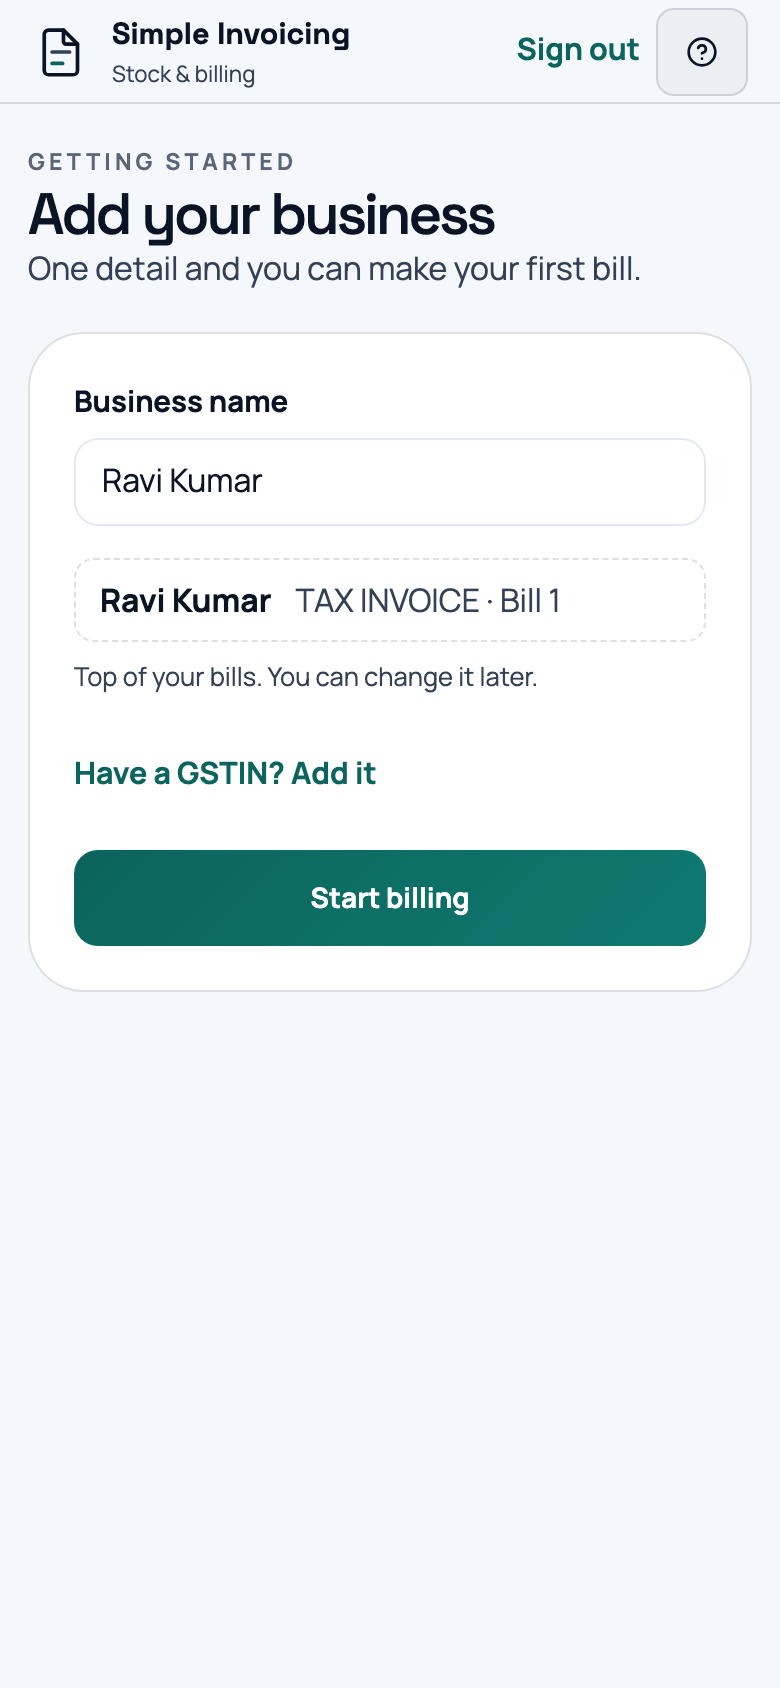 Simple Invoicing
Stock & billing
Sign out
GETTING STARTED
Add your business
One detail and you can make your first bill.
Business name
Ravi Kumar
Ravi Kumar TAX INVOICE · Bill 1
Top of your bills. You can change it later.
Have a GSTIN? Add it
Start billing